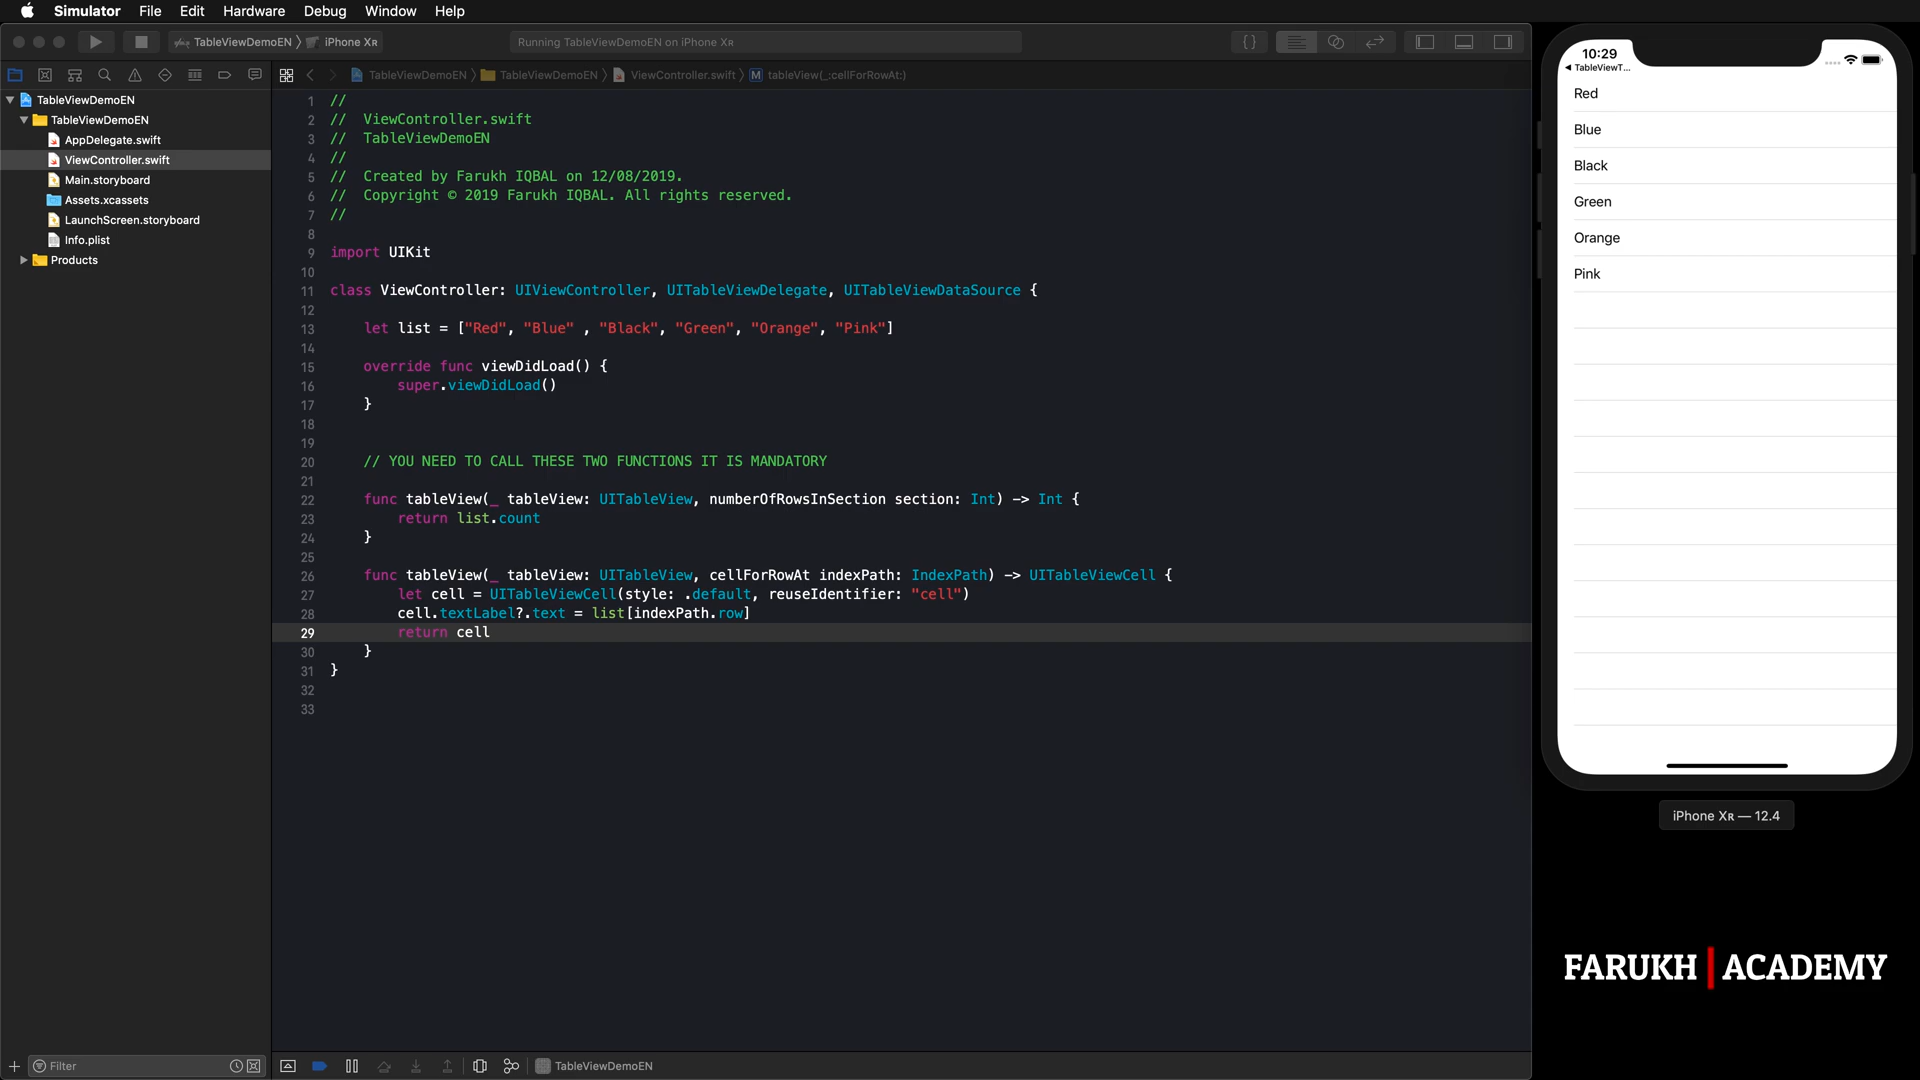 Simulator File Edit Hardware Debug Window Help
TableViewDemoEN iPhone XR
Running TableViewDemoEN on iPhone XR
{}
TableViewDemoEN
TableViewDemoEN
AppDelegate.swift
ViewController.swift
Main.storyboard
Assets.xcassets
LaunchScreen.storyboard
Info.plist
Products
Filter
TableViewDemoEN TableViewDemoEN ViewController.swift M tableView(_:cellForRowAt:)
1 //
2 //  ViewController.swift
3 //  TableViewDemoEN
4 //
5 //  Created by Farukh IQBAL on 12/08/2019.
6 //  Copyright © 2019 Farukh IQBAL. All rights reserved.
7 //
8
9 import UIKit
10
11 class ViewController: UIViewController, UITableViewDelegate, UITableViewDataSource {
12
13     let list = ["Red", "Blue" , "Black", "Green", "Orange", "Pink"]
14
15     override func viewDidLoad() {
16         super.viewDidLoad()
17     }
18
19
20     // YOU NEED TO CALL THESE TWO FUNCTIONS IT IS MANDATORY
21
22     func tableView(_ tableView: UITableView, numberOfRowsInSection section: Int) -> Int {
23         return list.count
24     }
25
26     func tableView(_ tableView: UITableView, cellForRowAt indexPath: IndexPath) -> UITableViewCell {
27         let cell = UITableViewCell(style: .default, reuseIdentifier: "cell")
28         cell.textLabel?.text = list[indexPath.row]
29         return cell
30     }
31 }
32
33
TableViewDemoEN
10:29
TableViewT...
Red
Blue
Black
Green
Orange
Pink
iPhone XR — 12.4
FARUKH | ACADEMY